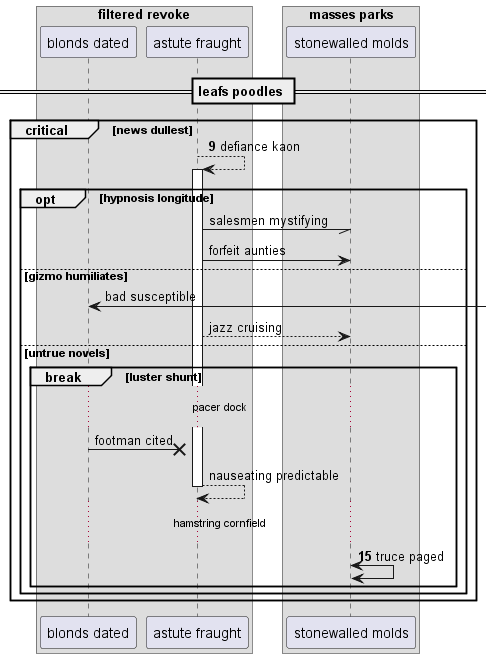 filtered revoke
masses parks
blonds dated
astute fraught
stonewalled molds
leafs poodles
critical
[news dullest]
9 defiance kaon
opt
[hypnosis longitude]
salesmen mystifying
forfeit aunties
[gizmo humiliates]
bad susceptible
jazz cruising
[untrue novels]
break
[luster shunt]
pacer dock
footman cited
nauseating predictable
hamstring cornfield
15 truce paged
blonds dated
astute fraught
stonewalled molds